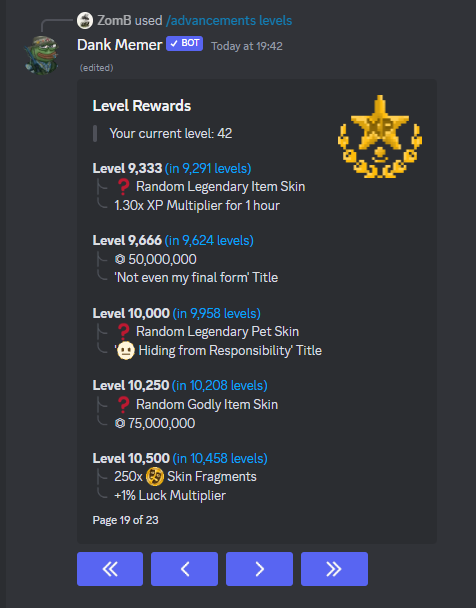 ZomB used /advancements levels
Dank Memer ✓ BOT Today at 19:42
(edited)
Level Rewards
XP
Your current level: 42
Level 9,333 (in 9,291 levels)
❓ Random Legendary Item Skin
1.30x XP Multiplier for 1 hour
Level 9,666 (in 9,624 levels)
⏣ 50,000,000
'Not even my final form' Title
Level 10,000 (in 9,958 levels)
❓ Random Legendary Pet Skin
'😐 Hiding from Responsibility' Title
Level 10,250 (in 10,208 levels)
❓ Random Godly Item Skin
⏣ 75,000,000
Level 10,500 (in 10,458 levels)
250x 🎭 Skin Fragments
+1% Luck Multiplier
Page 19 of 23